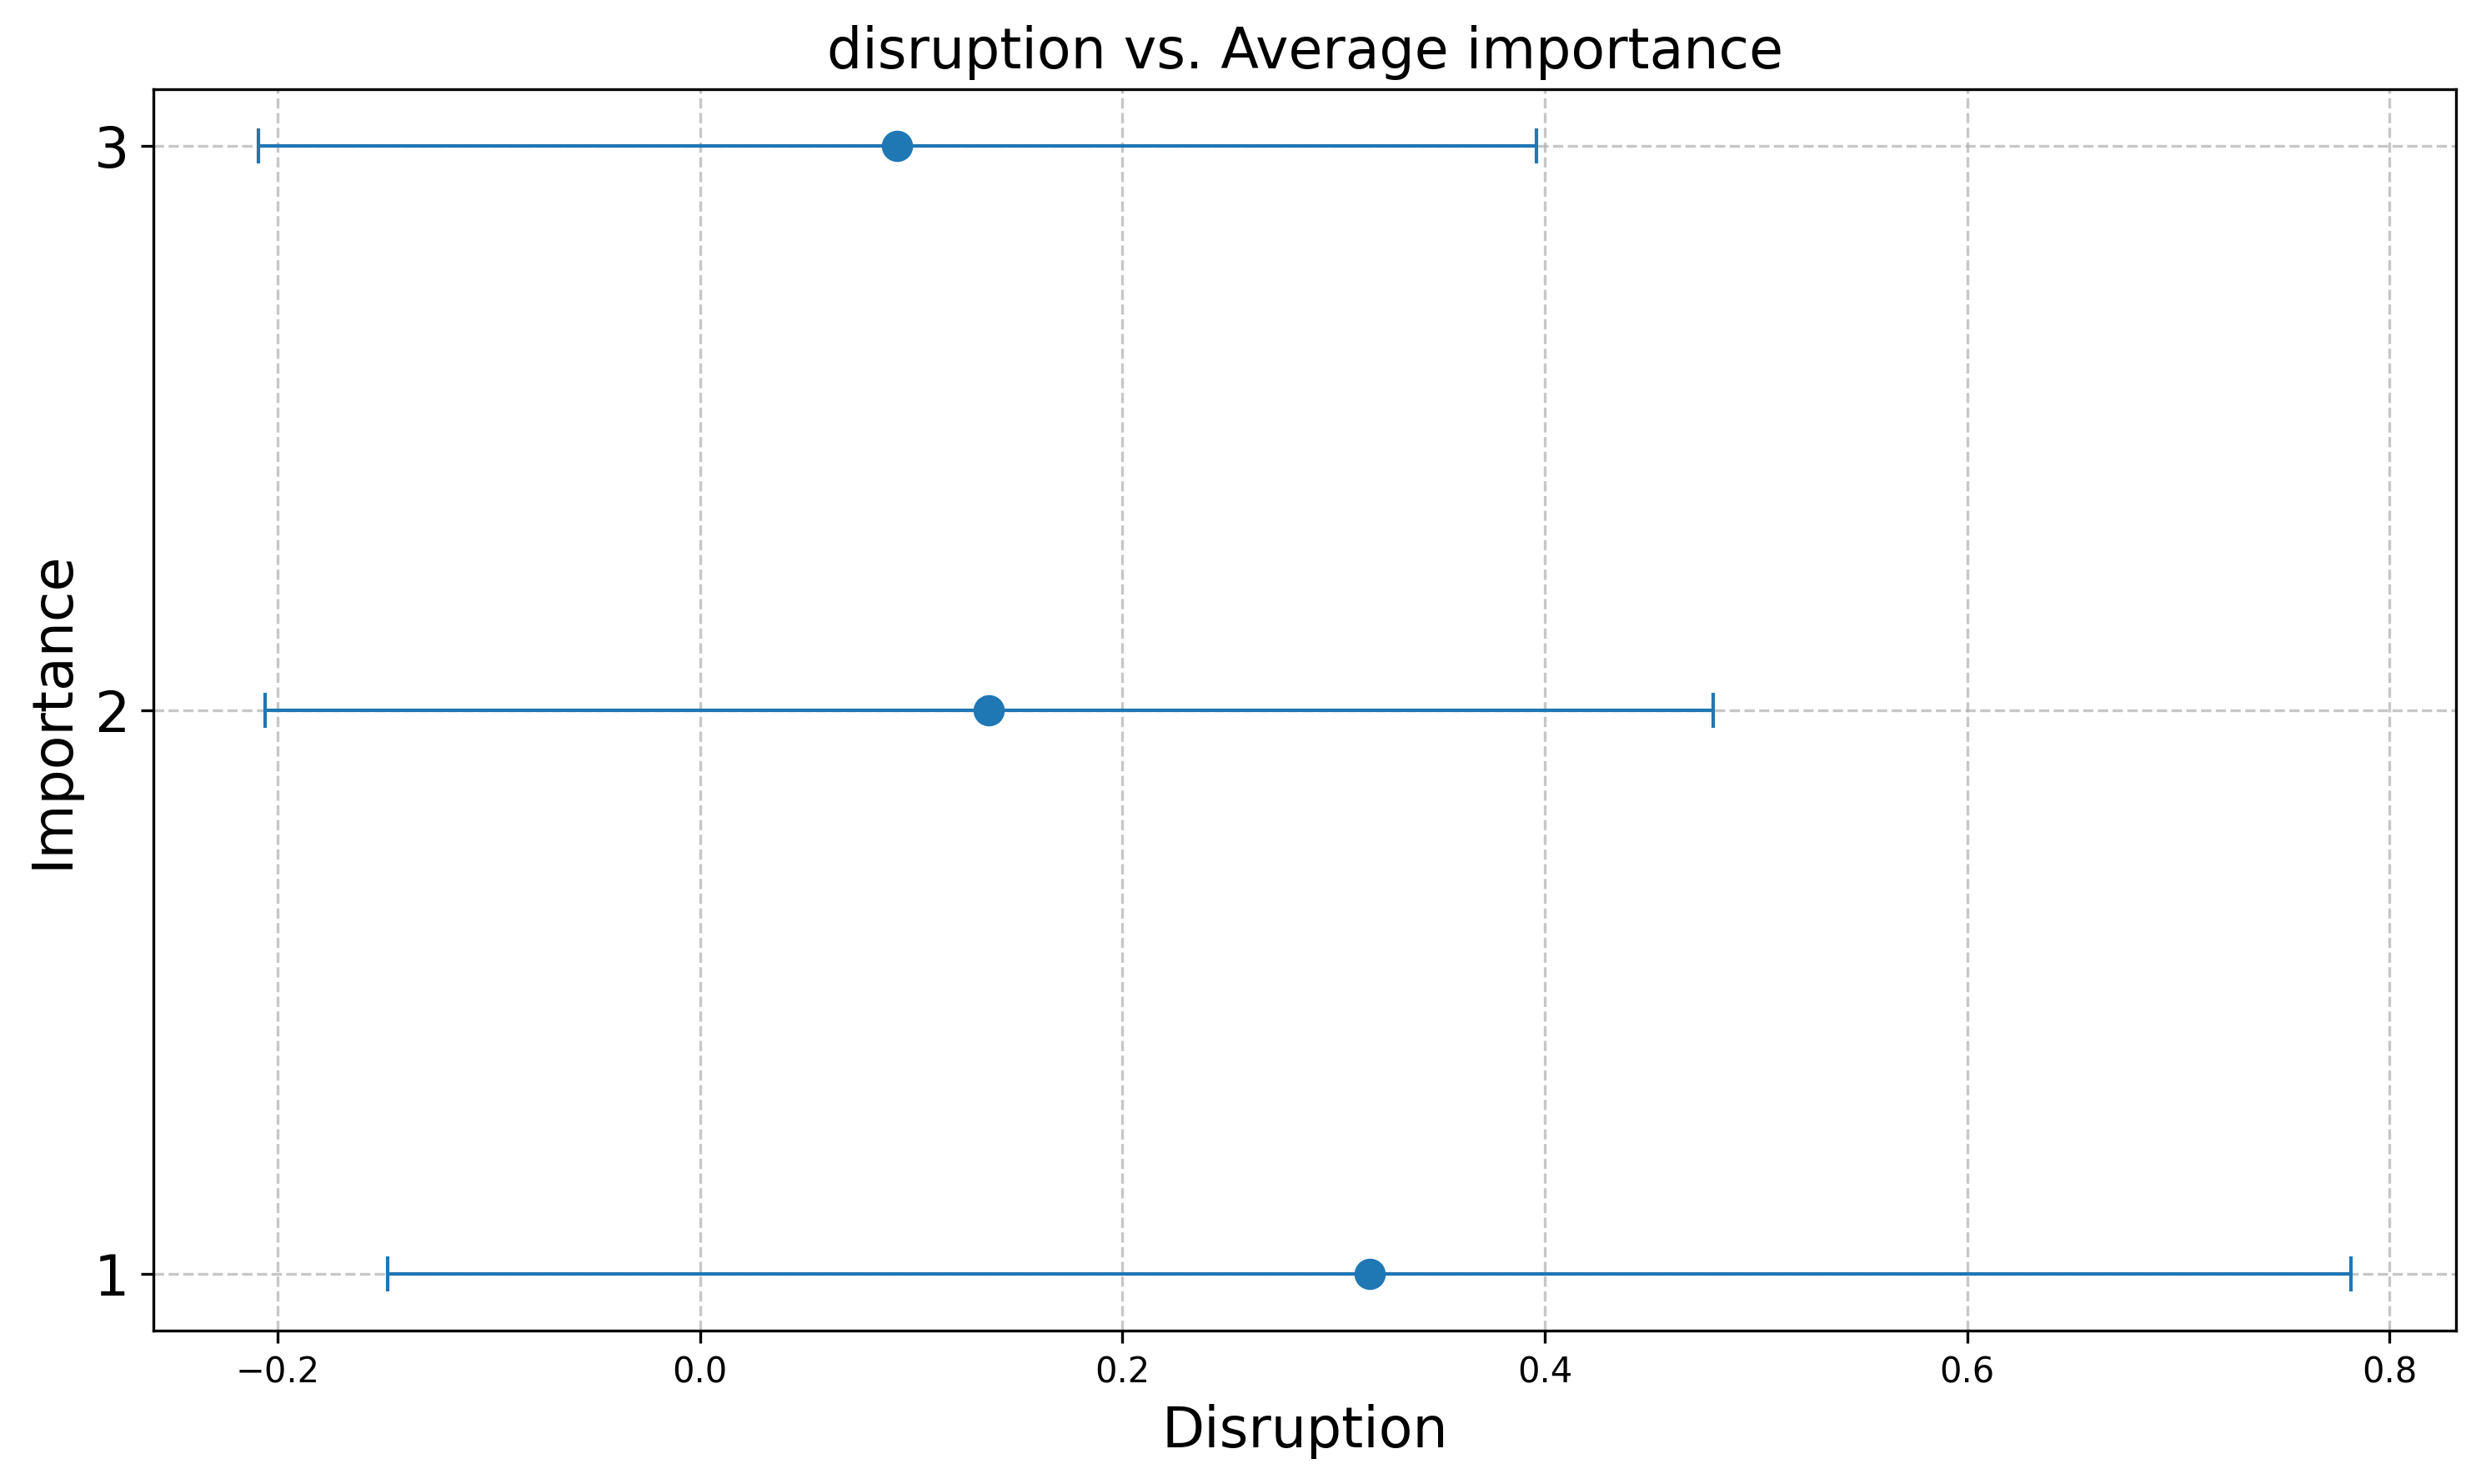 disruption vs. Average importance
Importance
3
2
1
−0.2 0.0 0.2 0.4 0.6 0.8
Disruption